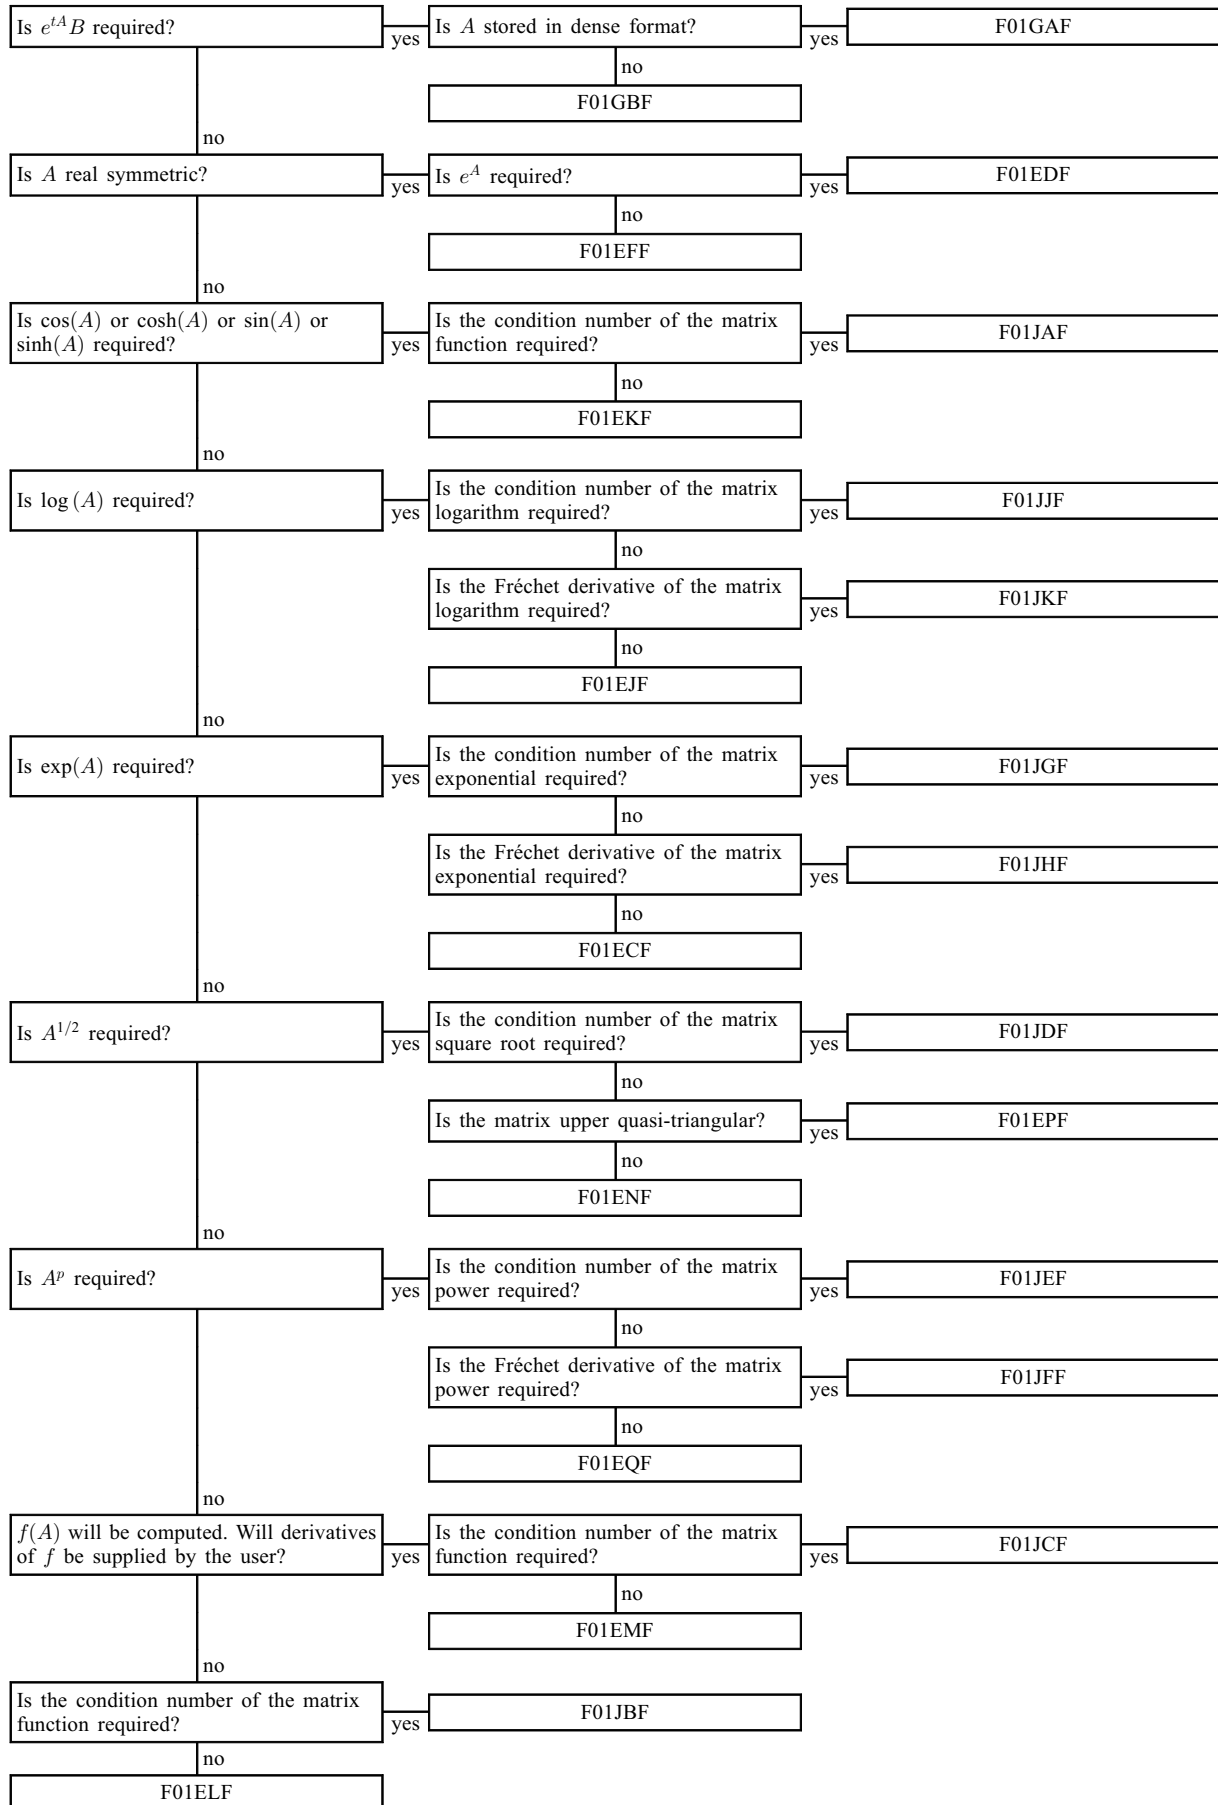 Is e^{tA}B required?
yes
Is A stored in dense format?
yes
F01GAF
no
F01GBF
no
Is A real symmetric?
yes
Is e^A required?
yes
F01EDF
no
F01EFF
no
Is cos(A) or cosh(A) or sin(A) or
sinh(A) required?
yes
Is the condition number of the matrix
function required?
yes
F01JAF
no
F01EKF
no
Is log (A) required?
yes
Is the condition number of the matrix
logarithm required?
yes
F01JJF
no
Is the Fréchet derivative of the matrix
logarithm required?
yes
F01JKF
no
F01EJF
no
Is exp(A) required?
yes
Is the condition number of the matrix
exponential required?
yes
F01JGF
no
Is the Fréchet derivative of the matrix
exponential required?
yes
F01JHF
no
F01ECF
no
Is A^{1/2} required?
yes
Is the condition number of the matrix
square root required?
yes
F01JDF
no
Is the matrix upper quasi-triangular?
yes
F01EPF
no
F01ENF
no
Is A^p required?
yes
Is the condition number of the matrix
power required?
yes
F01JEF
no
Is the Fréchet derivative of the matrix
power required?
yes
F01JFF
no
F01EQF
no
f(A) will be computed. Will derivatives
of f be supplied by the user?
yes
Is the condition number of the matrix
function required?
yes
F01JCF
no
F01EMF
no
Is the condition number of the matrix
function required?
yes
F01JBF
no
F01ELF